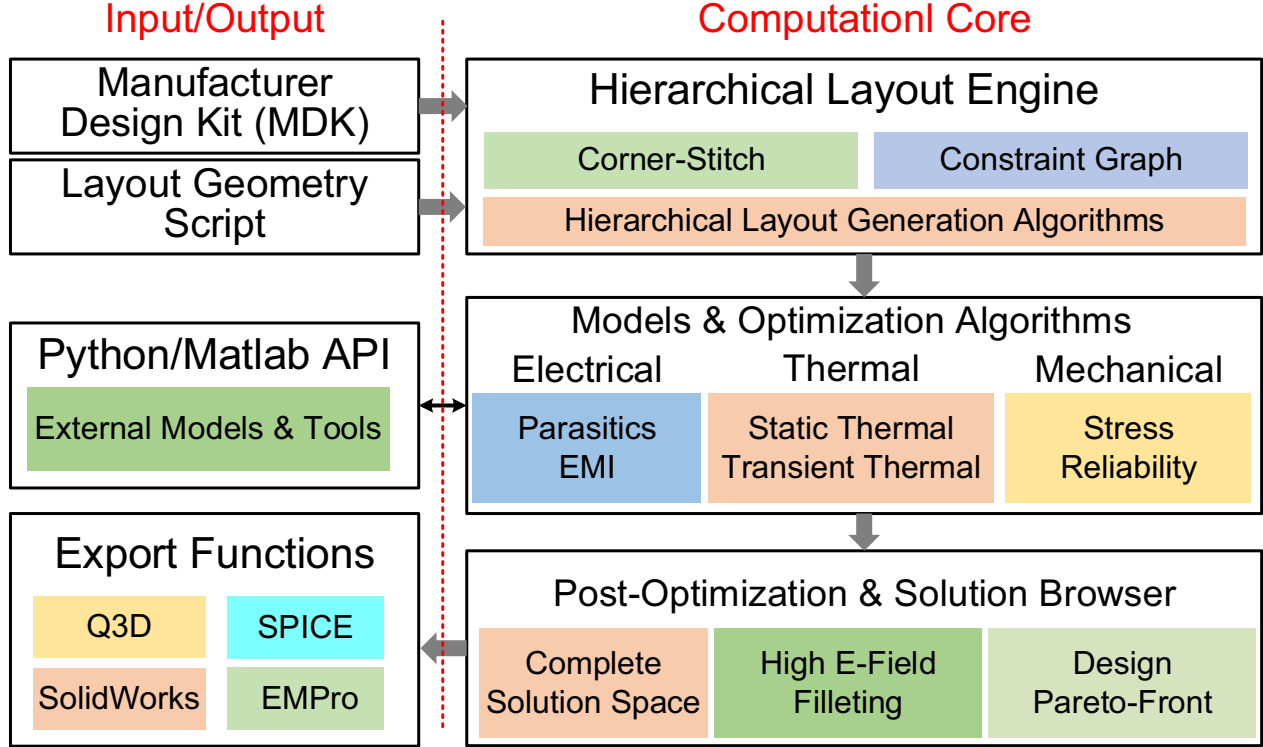 Input/Output
Computationl Core
Manufacturer
Design Kit (MDK)
Layout Geometry
Script
Hierarchical Layout Engine
Corner-Stitch
Constraint Graph
Hierarchical Layout Generation Algorithms
Python/Matlab API
External Models & Tools
Models & Optimization Algorithms
Electrical
Thermal
Mechanical
Parasitics
EMI
Static Thermal
Transient Thermal
Stress
Reliability
Export Functions
Q3D
SPICE
SolidWorks
EMPro
Post-Optimization & Solution Browser
Complete
Solution Space
High E-Field
Filleting
Design
Pareto-Front